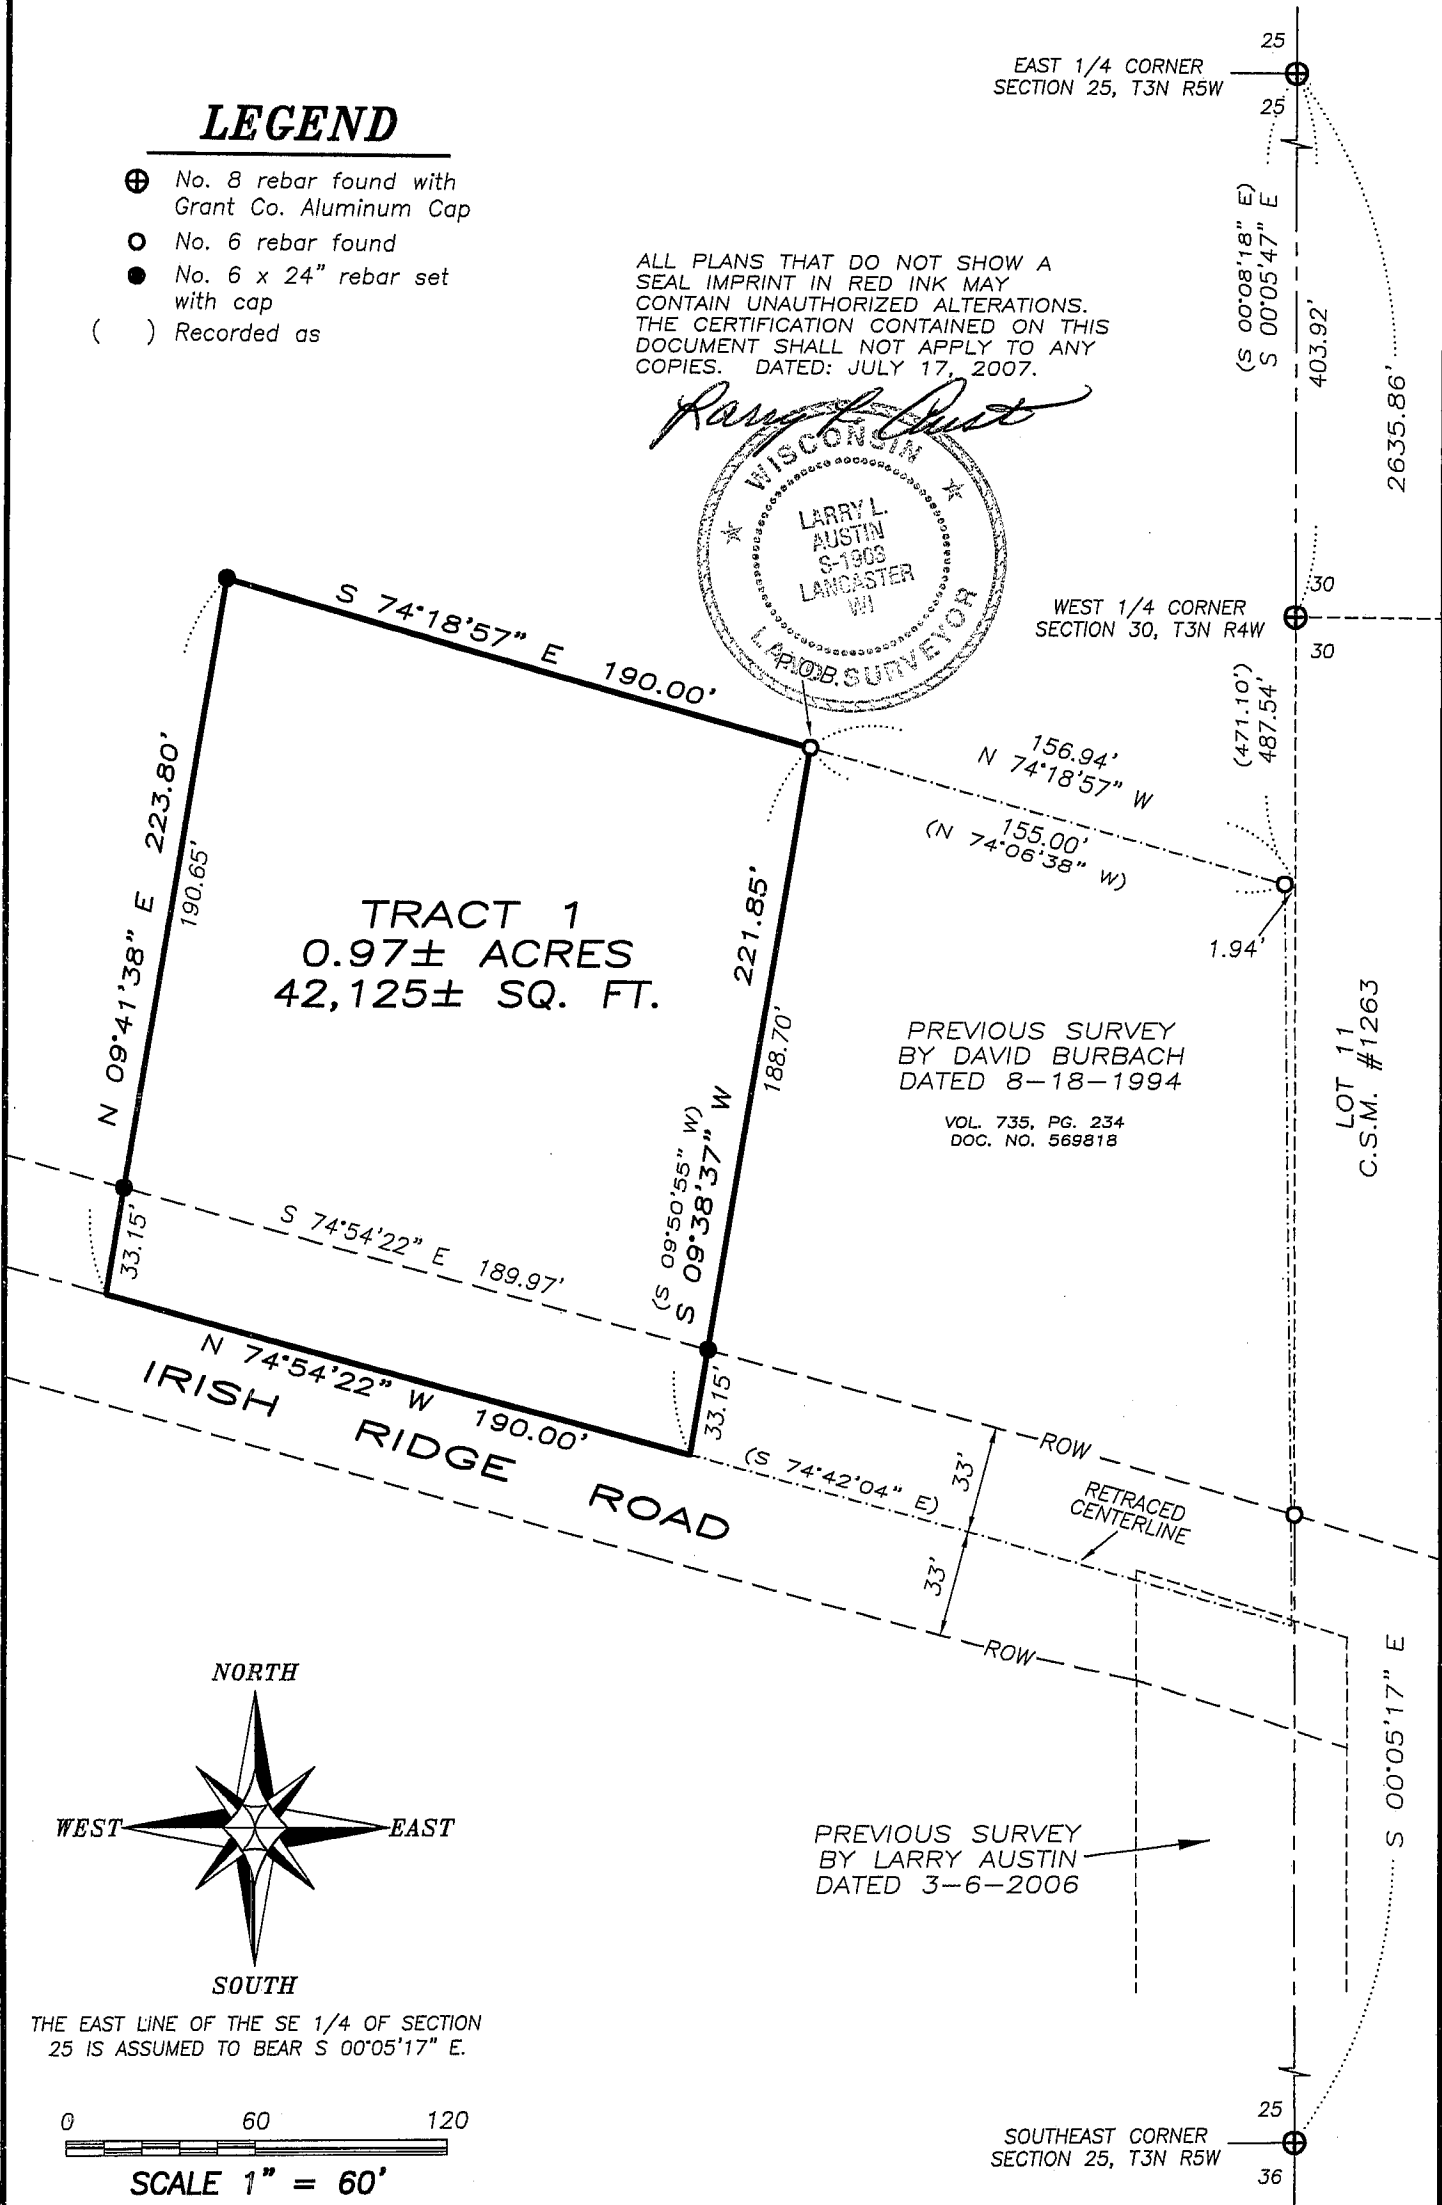 25
EAST 1/4 CORNER
SECTION 25, T3N R5W
25
LEGEND
No. 8 rebar found with
Grant Co. Aluminum Cap
No. 6 rebar found
No. 6 x 24" rebar set
with cap
( ) Recorded as
ALL PLANS THAT DO NOT SHOW A
SEAL IMPRINT IN RED INK MAY
CONTAIN UNAUTHORIZED ALTERATIONS.
THE CERTIFICATION CONTAINED ON THIS
DOCUMENT SHALL NOT APPLY TO ANY
COPIES. DATED: JULY 17, 2007.
Larry L. Austin
WISCONSIN
LARRY L.
AUSTIN
S-1908
LANCASTER
WI
LAND SURVEYOR
P.O.B.
(S 00°08'18" E)
S 00°05'47" E
403.92'
2635.86'
30
WEST 1/4 CORNER
SECTION 30, T3N R4W
30
(471.10')
487.54'
S 74°18'57" E 190.00'
156.94'
N 74°18'57" W
155.00'
(N 74°06'38" W)
1.94'
N 09°41'38" E 223.80'
190.65'
TRACT 1
0.97± ACRES
42,125± SQ. FT.
221.85'
188.70'
(S 09°50'55" W)
S 09°38'37" W
PREVIOUS SURVEY
BY DAVID BURBACH
DATED 8-18-1994
VOL. 735, PG. 234
DOC. NO. 569818
LOT 11
C.S.M. #1263
33.15'
S 74°54'22" E 189.97'
N 74°54'22" W 190.00'
33.15'
IRISH RIDGE ROAD
(S 74°42'04" E)
33'
33'
ROW
RETRACED
CENTERLINE
ROW
S 00°05'17" E
NORTH
WEST
EAST
SOUTH
PREVIOUS SURVEY
BY LARRY AUSTIN
DATED 3-6-2006
THE EAST LINE OF THE SE 1/4 OF SECTION
25 IS ASSUMED TO BEAR S 00°05'17" E.
0 60 120
SCALE 1" = 60'
25
SOUTHEAST CORNER
SECTION 25, T3N R5W
36